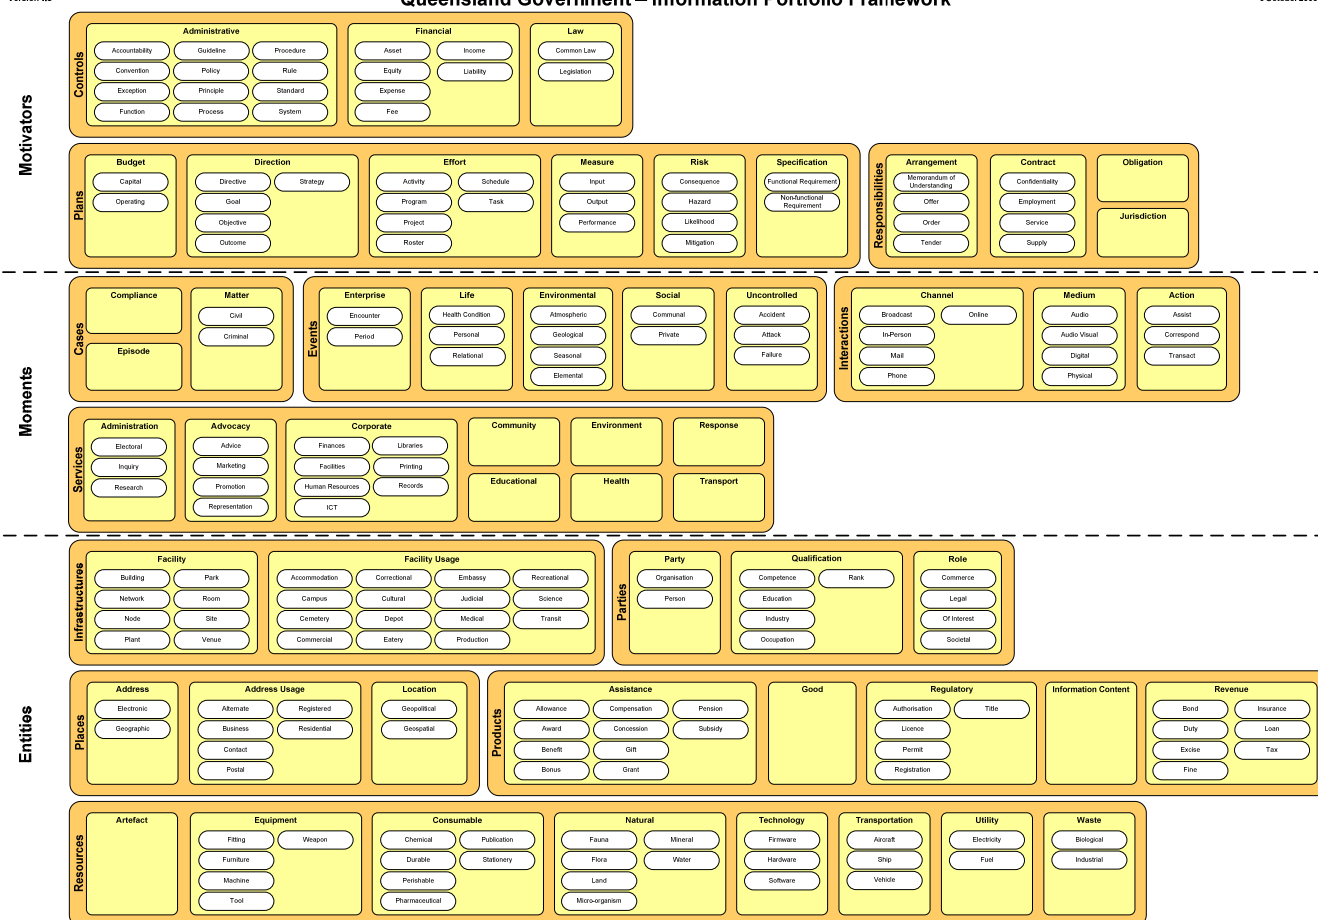 Queensland Government – Information Portfolio Framework
Motivators
Controls
Administrative
Accountability
Guideline
Procedure
Convention
Policy
Rule
Exception
Principle
Standard
Function
Process
System
Financial
Asset
Income
Equity
Liability
Expense
Fee
Law
Common Law
Legislation
Plans
Budget
Capital
Operating
Direction
Directive
Strategy
Goal
Objective
Outcome
Effort
Activity
Schedule
Program
Task
Project
Roster
Measure
Input
Output
Performance
Risk
Consequence
Hazard
Likelihood
Mitigation
Specification
Functional Requirement
Non-functional
Requirement
Responsibilities
Arrangement
Memorandum of
Understanding
Offer
Order
Tender
Contract
Confidentiality
Employment
Service
Supply
Obligation
Jurisdiction
Moments
Cases
Compliance
Episode
Matter
Civil
Criminal
Events
Enterprise
Encounter
Period
Life
Health Condition
Personal
Relational
Environmental
Atmospheric
Geological
Seasonal
Elemental
Social
Communal
Private
Uncontrolled
Accident
Attack
Failure
Interactions
Channel
Broadcast
Online
In-Person
Mail
Phone
Medium
Audio
Audio Visual
Digital
Physical
Action
Assist
Correspond
Transact
Services
Administration
Electoral
Inquiry
Research
Advocacy
Advice
Marketing
Promotion
Representation
Corporate
Finances
Libraries
Facilities
Printing
Human Resources
Records
ICT
Community
Environment
Response
Educational
Health
Transport
Entities
Infrastructures
Facility
Building
Park
Network
Room
Node
Site
Plant
Venue
Facility Usage
Accommodation
Correctional
Embassy
Recreational
Campus
Cultural
Judicial
Science
Cemetery
Depot
Medical
Transit
Commercial
Eatery
Production
Parties
Party
Organisation
Person
Qualification
Competence
Rank
Education
Industry
Occupation
Role
Commerce
Legal
Of Interest
Societal
Places
Address
Electronic
Geographic
Address Usage
Alternate
Registered
Business
Residential
Contact
Postal
Location
Geopolitical
Geospatial
Products
Assistance
Allowance
Compensation
Pension
Award
Concession
Subsidy
Benefit
Gift
Bonus
Grant
Good
Regulatory
Authorisation
Title
Licence
Permit
Registration
Information Content
Revenue
Bond
Insurance
Duty
Loan
Excise
Tax
Fine
Resources
Artefact
Equipment
Fitting
Weapon
Furniture
Machine
Tool
Consumable
Chemical
Publication
Durable
Stationery
Perishable
Pharmaceutical
Natural
Fauna
Mineral
Flora
Water
Land
Micro-organism
Technology
Firmware
Hardware
Software
Transportation
Aircraft
Ship
Vehicle
Utility
Electricity
Fuel
Waste
Biological
Industrial